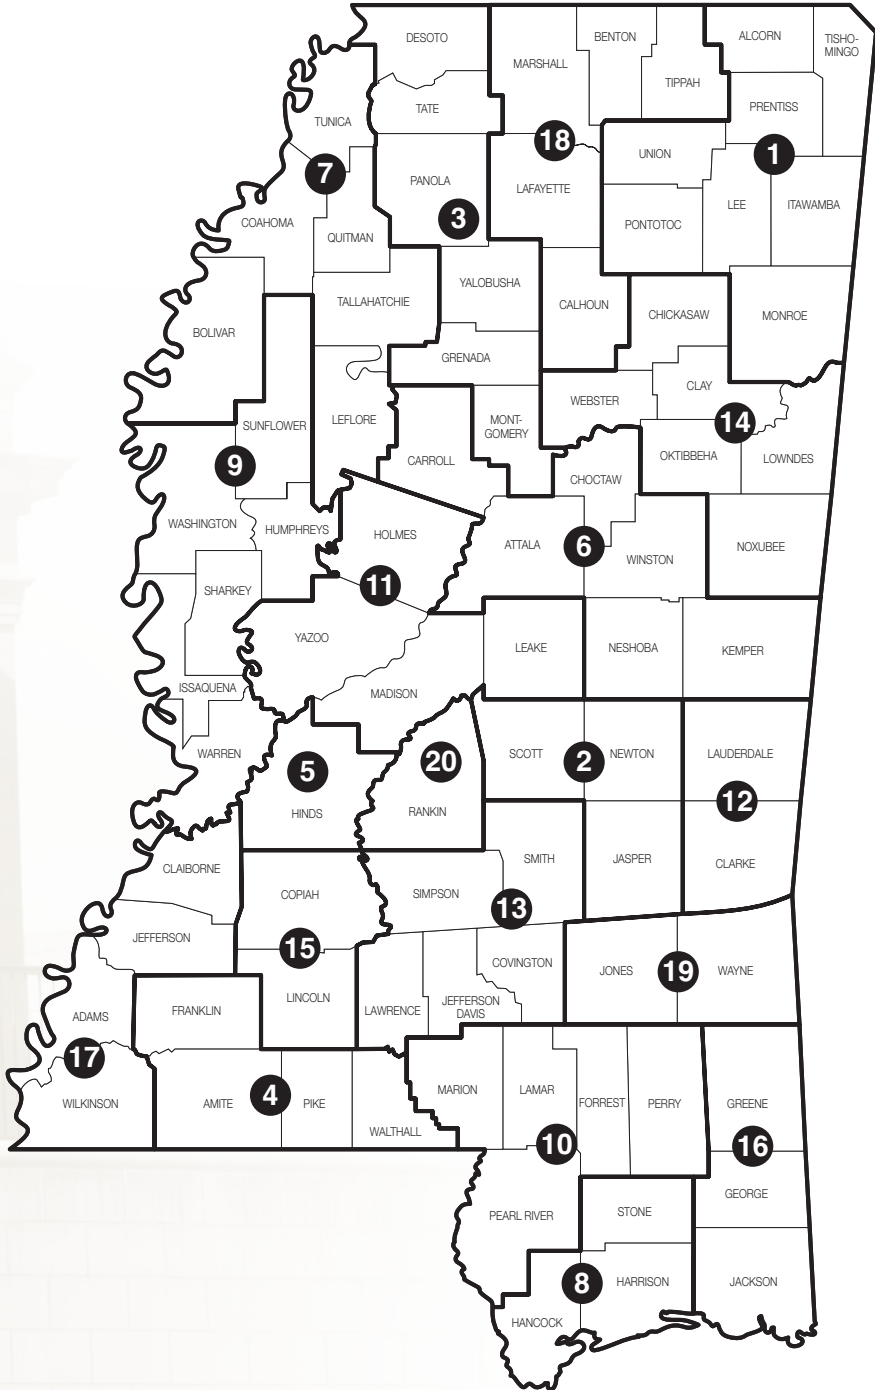 DESOTO
BENTON
ALCORN
TISHO-
MINGO
MARSHALL
TIPPAH
TATE
PRENTISS
TUNICA
18
UNION
1
7
PANOLA
LAFAYETTE
3
LEE
ITAWAMBA
COAHOMA
QUITMAN
PONTOTOC
YALOBUSHA
TALLAHATCHIE
CALHOUN
CHICKASAW
MONROE
BOLIVAR
GRENADA
CLAY
WEBSTER
SUNFLOWER
LEFLORE
MONT-
GOMERY
14
9
CARROLL
OKTIBBEHA
LOWNDES
CHOCTAW
WASHINGTON
HUMPHREYS
HOLMES
ATTALA
6
WINSTON
NOXUBEE
SHARKEY
11
YAZOO
LEAKE
NESHOBA
KEMPER
ISSAQUENA
MADISON
WARREN
5
20
SCOTT
2
NEWTON
LAUDERDALE
HINDS
RANKIN
12
CLAIBORNE
SMITH
JASPER
CLARKE
COPIAH
SIMPSON
13
JEFFERSON
15
COVINGTON
JONES
19
WAYNE
LINCOLN
ADAMS
FRANKLIN
LAWRENCE
JEFFERSON
DAVIS
17
WILKINSON
AMITE
4
PIKE
MARION
LAMAR
FORREST
PERRY
GREENE
WALTHALL
10
16
GEORGE
PEARL RIVER
STONE
8
HARRISON
JACKSON
HANCOCK